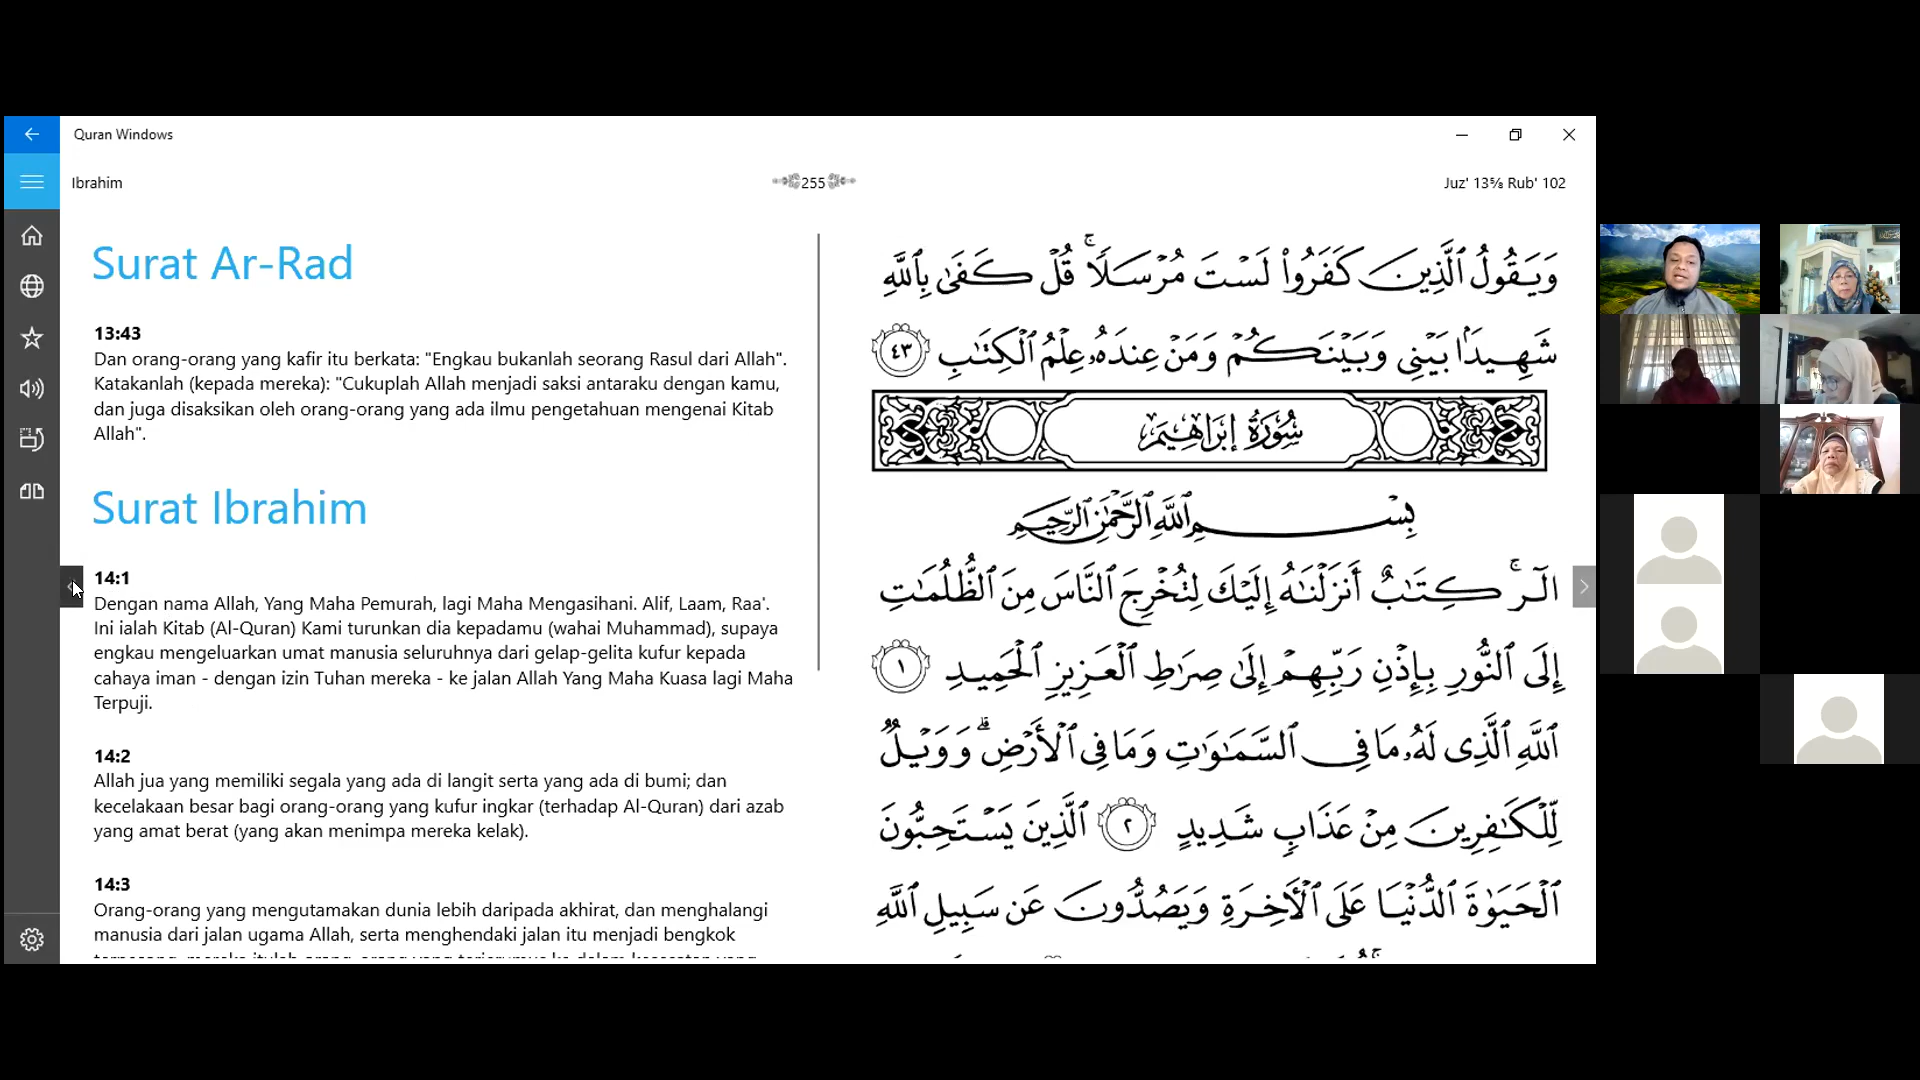 Quran Windows
Ibrahim
255
Juz' 13⅝ Rub' 102
Surat Ar-Rad
13:43
Dan orang-orang yang kafir itu berkata: "Engkau bukanlah seorang Rasul dari Allah".
Katakanlah (kepada mereka): "Cukuplah Allah menjadi saksi antaraku dengan kamu,
dan juga disaksikan oleh orang-orang yang ada ilmu pengetahuan mengenai Kitab
Allah".
Surat Ibrahim
14:1
Dengan nama Allah, Yang Maha Pemurah, lagi Maha Mengasihani. Alif, Laam, Raa'.
Ini ialah Kitab (Al-Quran) Kami turunkan dia kepadamu (wahai Muhammad), supaya
engkau mengeluarkan umat manusia seluruhnya dari gelap-gelita kufur kepada
cahaya iman - dengan izin Tuhan mereka - ke jalan Allah Yang Maha Kuasa lagi Maha
Terpuji.
14:2
Allah jua yang memiliki segala yang ada di langit serta yang ada di bumi; dan
kecelakaan besar bagi orang-orang yang kufur ingkar (terhadap Al-Quran) dari azab
yang amat berat (yang akan menimpa mereka kelak).
14:3
Orang-orang yang mengutamakan dunia lebih daripada akhirat, dan menghalangi
manusia dari jalan ugama Allah, serta menghendaki jalan itu menjadi bengkok
وَيَقُولُ ٱلَّذِينَ كَفَرُوا۟ لَسْتَ مُرْسَلًا ۚ قُلْ كَفَىٰ بِٱللَّهِ
شَهِيدًۢا بَيْنِى وَبَيْنَكُمْ وَمَنْ عِندَهُۥ عِلْمُ ٱلْكِتَٰبِ ٤٣
سُورَةُ إِبْرَاهِيمَ
بِسْمِ ٱللَّهِ ٱلرَّحْمَٰنِ ٱلرَّحِيمِ
الٓر ۚ كِتَٰبٌ أَنزَلْنَٰهُ إِلَيْكَ لِتُخْرِجَ ٱلنَّاسَ مِنَ ٱلظُّلُمَٰتِ
إِلَى ٱلنُّورِ بِإِذْنِ رَبِّهِمْ إِلَىٰ صِرَٰطِ ٱلْعَزِيزِ ٱلْحَمِيدِ ١
ٱللَّهِ ٱلَّذِى لَهُۥ مَا فِى ٱلسَّمَٰوَٰتِ وَمَا فِى ٱلْأَرْضِ ۗ وَوَيْلٌ
لِّلْكَٰفِرِينَ مِنْ عَذَابٍ شَدِيدٍ ٢ ٱلَّذِينَ يَسْتَحِبُّونَ
ٱلْحَيَوٰةَ ٱلدُّنْيَا عَلَى ٱلْءَاخِرَةِ وَيَصُدُّونَ عَن سَبِيلِ ٱللَّهِ